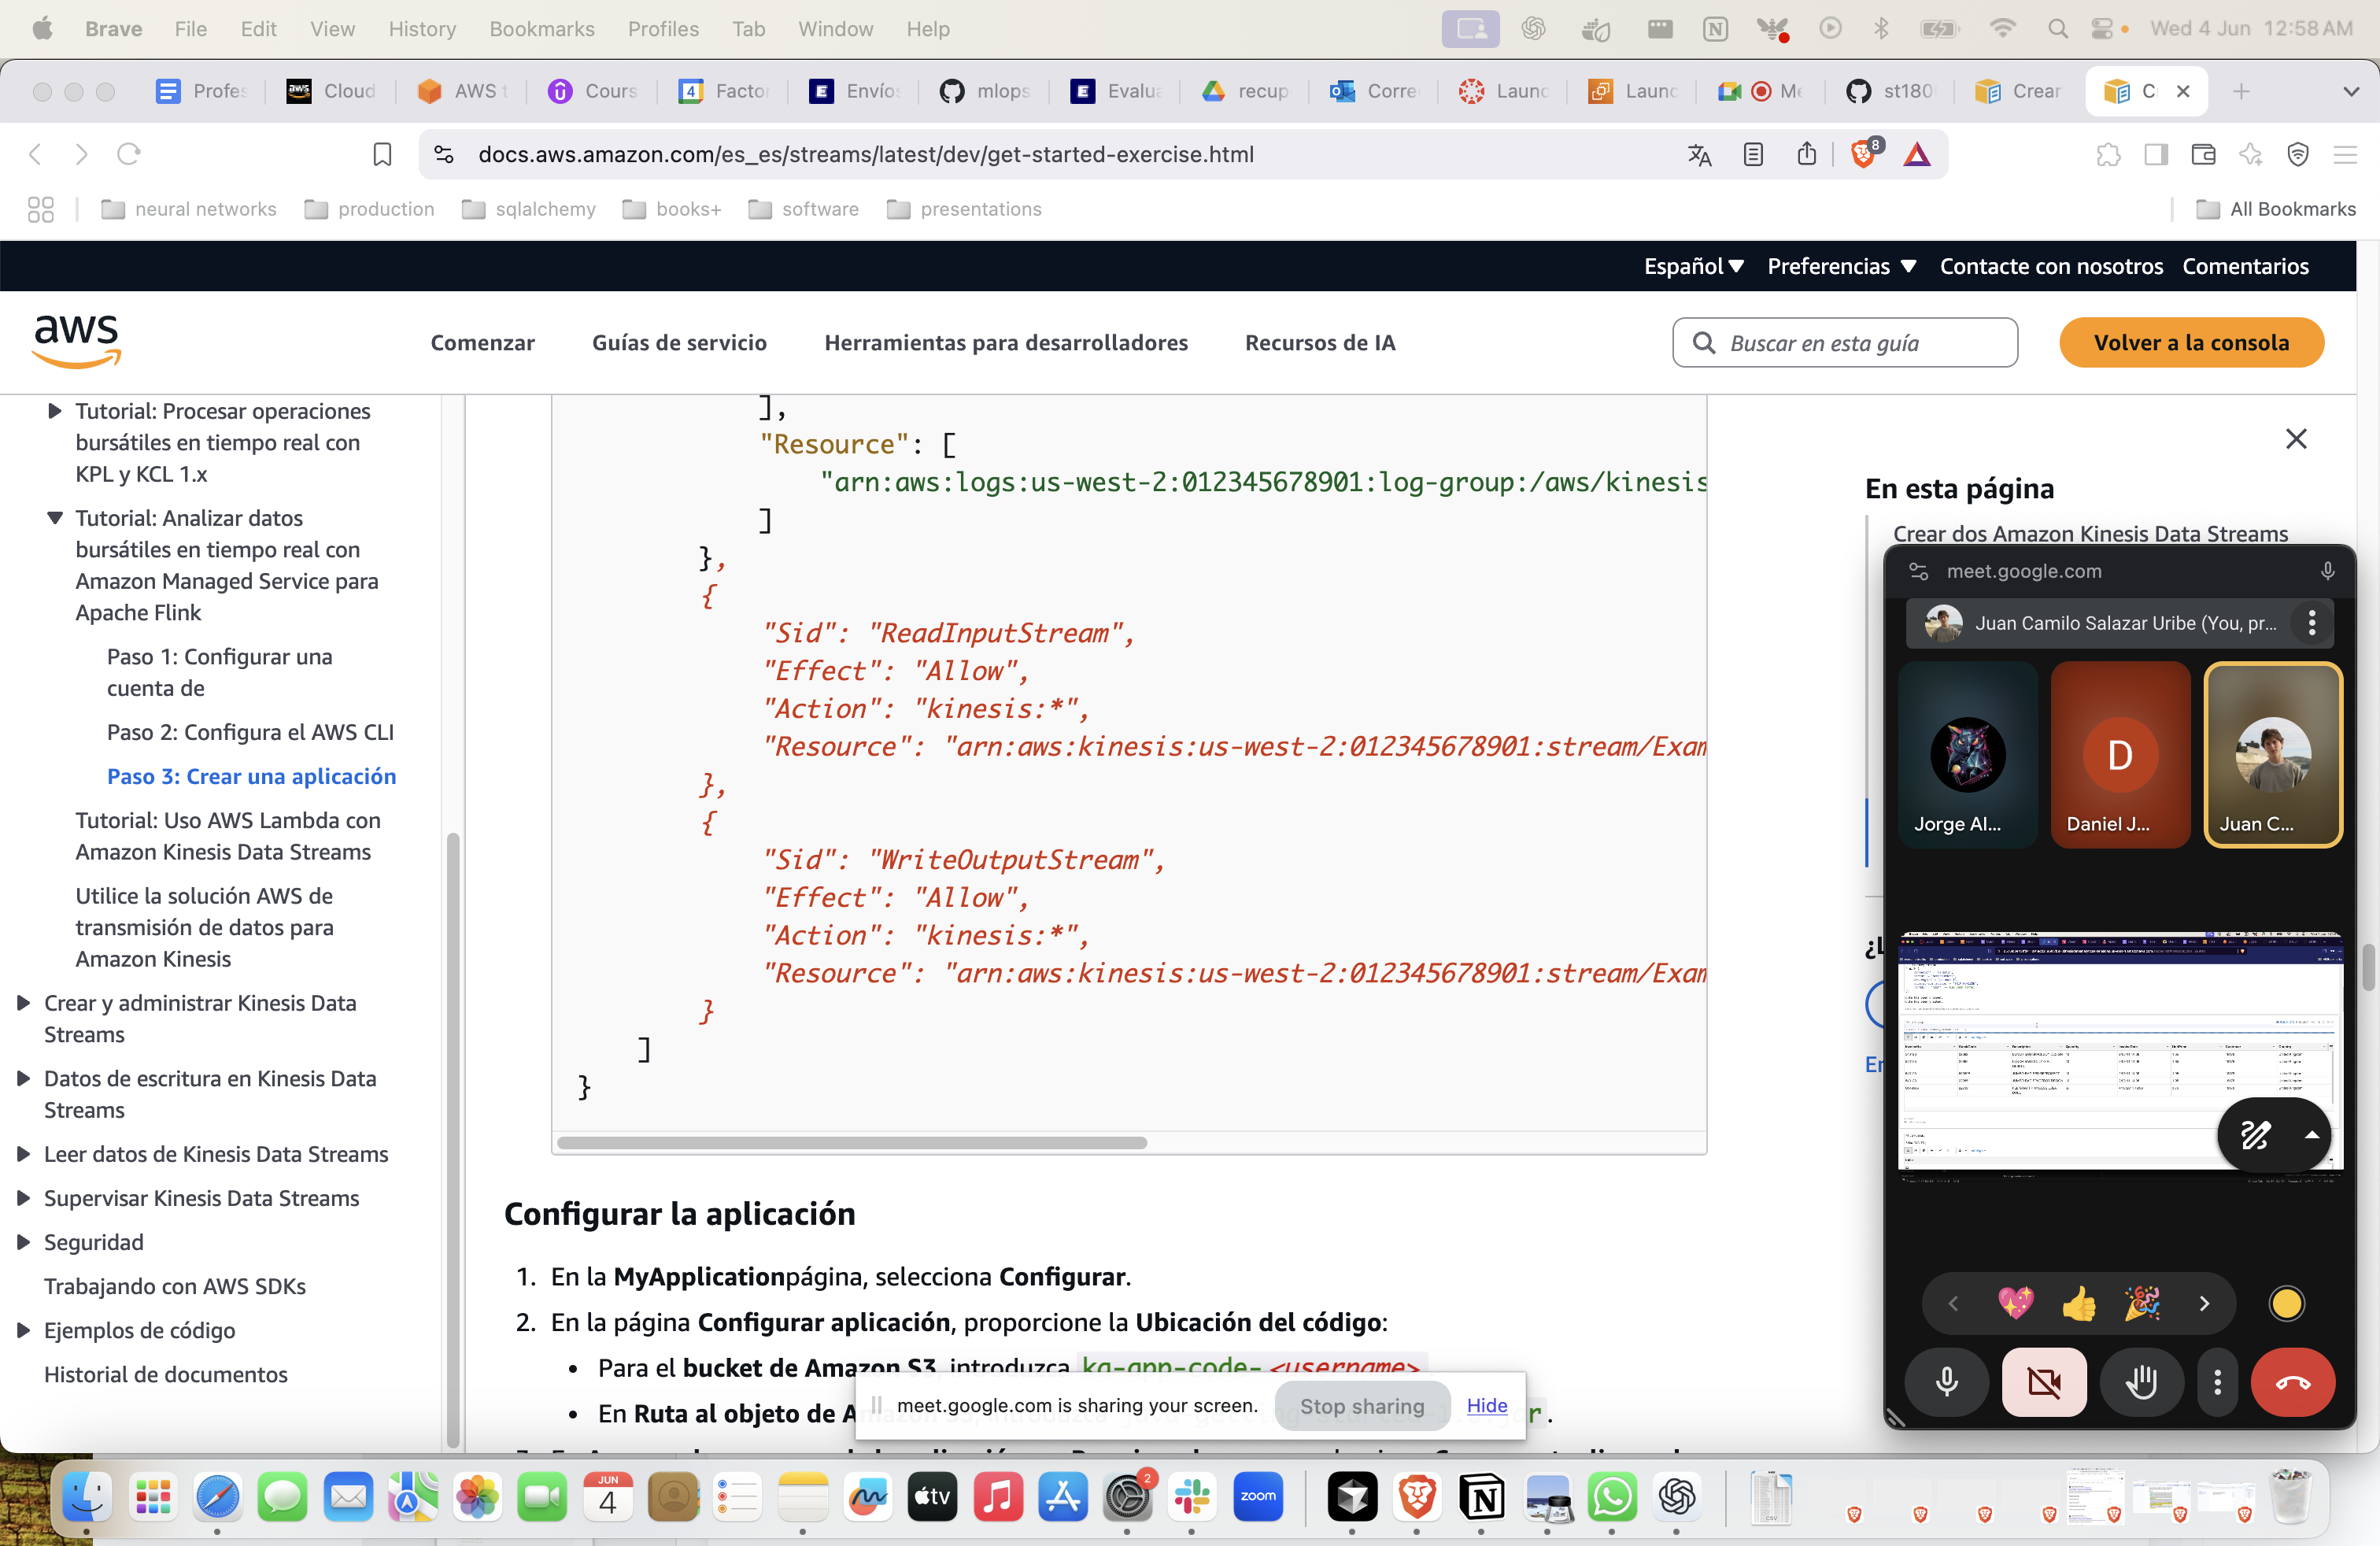 Brave File Edit View History Bookmarks Profiles Tab Window Help
Wed 4 Jun 12:58 AM
Profes
Cloud
AWS t
Cours
Factor
Envíos
mlops
Evalua
recup
Corre
Launc
Launc
Me
st180
Crear
C
docs.aws.amazon.com/es_es/streams/latest/dev/get-started-exercise.html
8
neural networks
production
sqlalchemy
books+
software
presentations
All Bookmarks
Español
Preferencias
Contacte con nosotros
Comentarios
aws
Comenzar
Guías de servicio
Herramientas para desarrolladores
Recursos de IA
Buscar en esta guía
Volver a la consola
Tutorial: Procesar operaciones
bursátiles en tiempo real con
KPL y KCL 1.x
Tutorial: Analizar datos
bursátiles en tiempo real con
Amazon Managed Service para
Apache Flink
Paso 1: Configurar una
cuenta de
Paso 2: Configura el AWS CLI
Paso 3: Crear una aplicación
Tutorial: Uso AWS Lambda con
Amazon Kinesis Data Streams
Utilice la solución AWS de
transmisión de datos para
Amazon Kinesis
Crear y administrar Kinesis Data
Streams
Datos de escritura en Kinesis Data
Streams
Leer datos de Kinesis Data Streams
Supervisar Kinesis Data Streams
Seguridad
Trabajando con AWS SDKs
Ejemplos de código
Historial de documentos
],
"Resource": [
"arn:aws:logs:us-west-2:012345678901:log-group:/aws/kinesis
]
},
{
"Sid": "ReadInputStream",
"Effect": "Allow",
"Action": "kinesis:*",
"Resource": "arn:aws:kinesis:us-west-2:012345678901:stream/Exam
},
{
"Sid": "WriteOutputStream",
"Effect": "Allow",
"Action": "kinesis:*",
"Resource": "arn:aws:kinesis:us-west-2:012345678901:stream/Exam
}
]
}
Configurar la aplicación
1. En la MyApplicationpágina, selecciona Configurar.
2. En la página Configurar aplicación, proporcione la Ubicación del código:
• Para el bucket de Amazon S3, introduzca ka-app-code-<username>
• En Ruta al objeto de
En esta página
Crear dos Amazon Kinesis Data Streams
meet.google.com
Juan Camilo Salazar Uribe (You, pr...
Jorge Al...
D
Daniel J...
Juan C...
meet.google.com is sharing your screen.
Stop sharing
Hide
JUN
4
tv
2
zoom
CSV